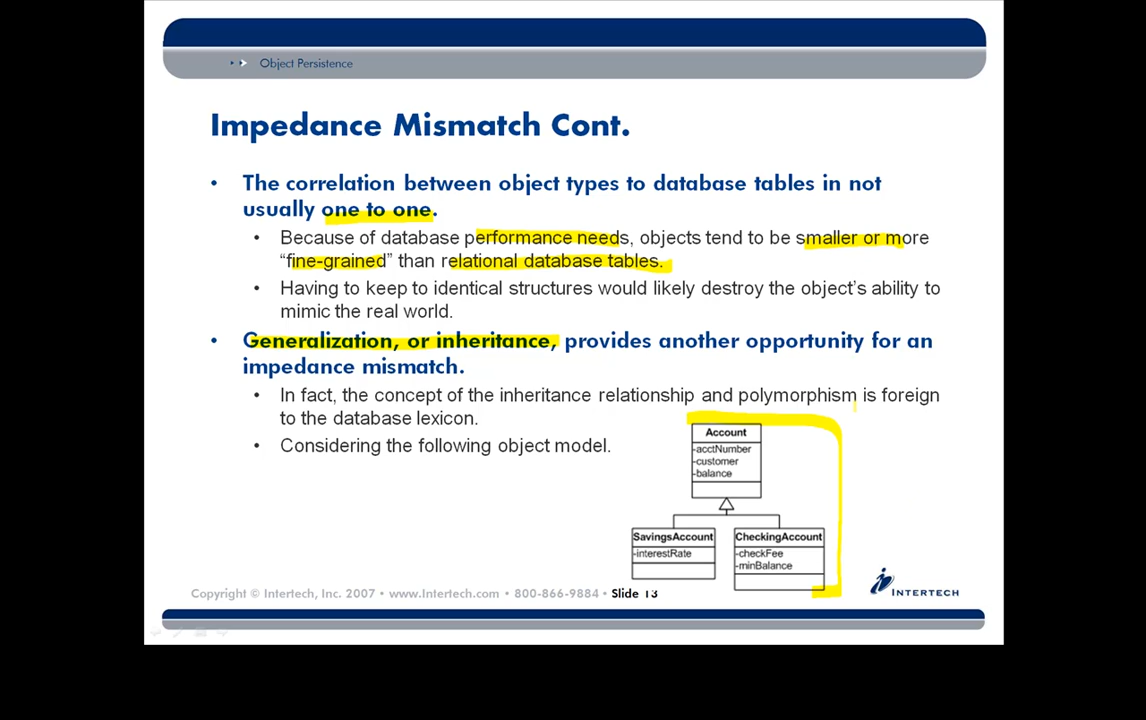 Object Persistence
Impedance Mismatch Cont.
• The correlation between object types to database tables in not
usually one to one.
• Because of database performance needs, objects tend to be smaller or more
“fine-grained” than relational database tables.
• Having to keep to identical structures would likely destroy the object’s ability to
mimic the real world.
• Generalization, or inheritance, provides another opportunity for an
impedance mismatch.
• In fact, the concept of the inheritance relationship and polymorphism is foreign
to the database lexicon.
• Considering the following object model.
Account
-acctNumber
-customer
-balance
SavingsAccount
-interestRate
CheckingAccount
-checkFee
-minBalance
Copyright © Intertech, Inc. 2007 • www.Intertech.com • 800-866-9884 • Slide 13
INTERTECH